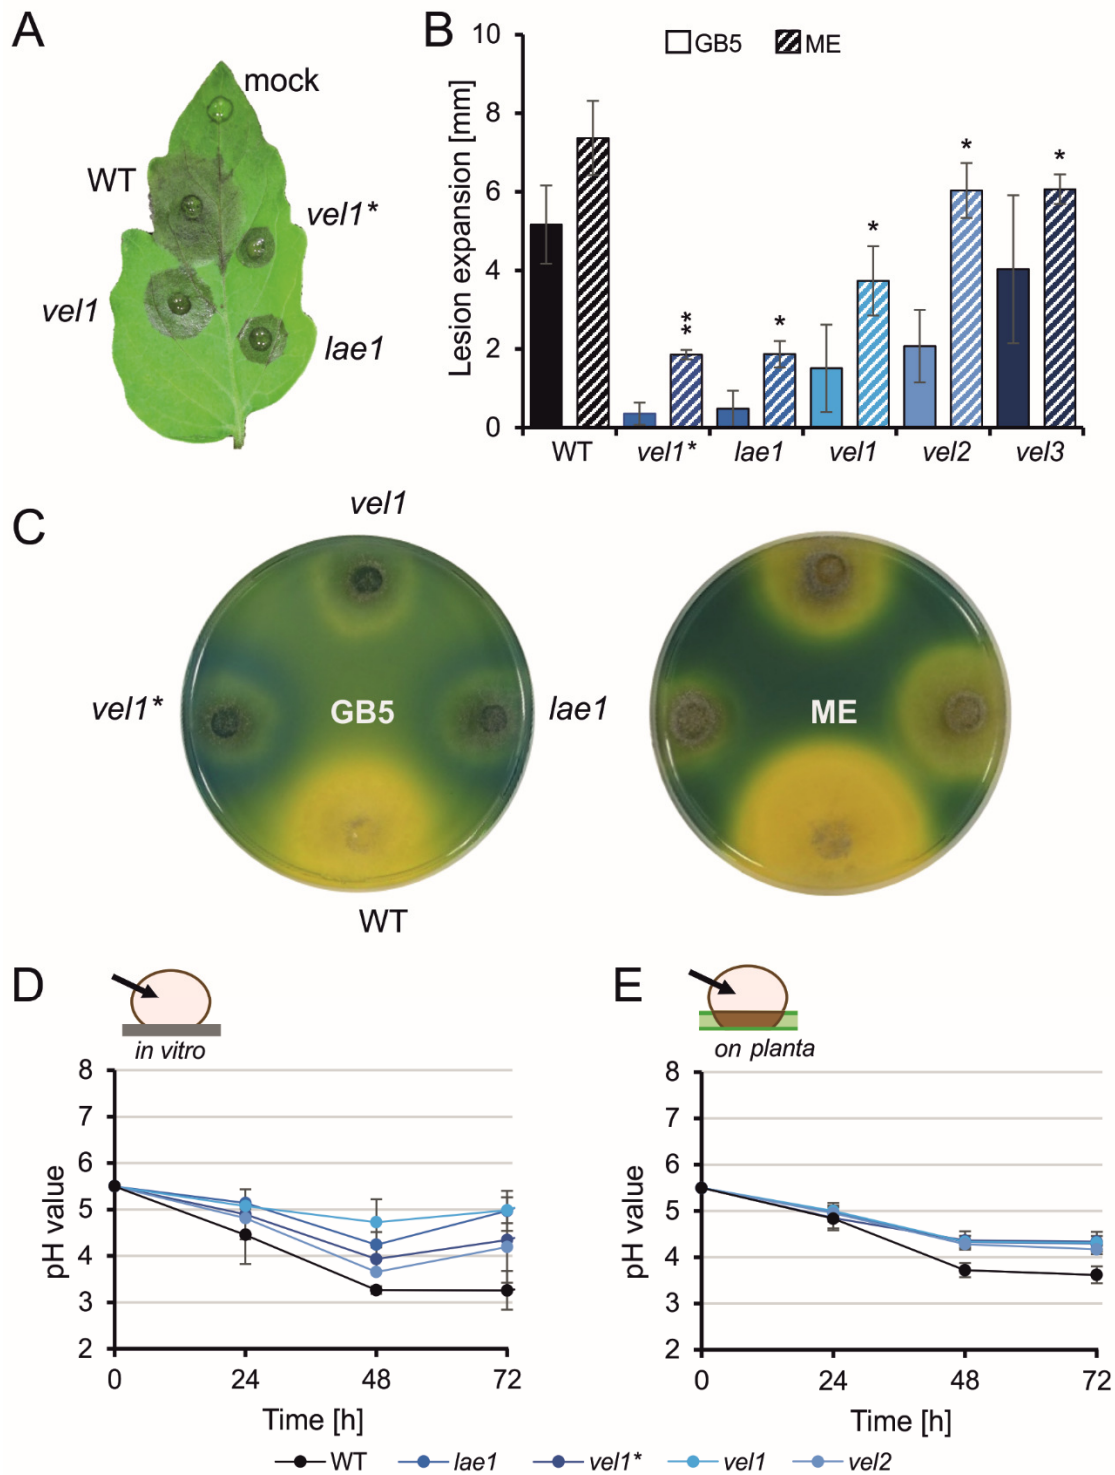 A
mock
WT
vel1*
vel1
lae1
B
GB5
ME
Lesion expansion [mm]
10
8
6
4
2
0
**
*
*
*
*
WT
vel1*
lae1
vel1
vel2
vel3
C
vel1
vel1*
GB5
lae1
ME
WT
D
in vitro
pH value
8
7
6
5
4
3
2
0
24
48
72
Time [h]
E
on planta
pH value
8
7
6
5
4
3
2
0
24
48
72
Time [h]
WT
lae1
vel1*
vel1
vel2